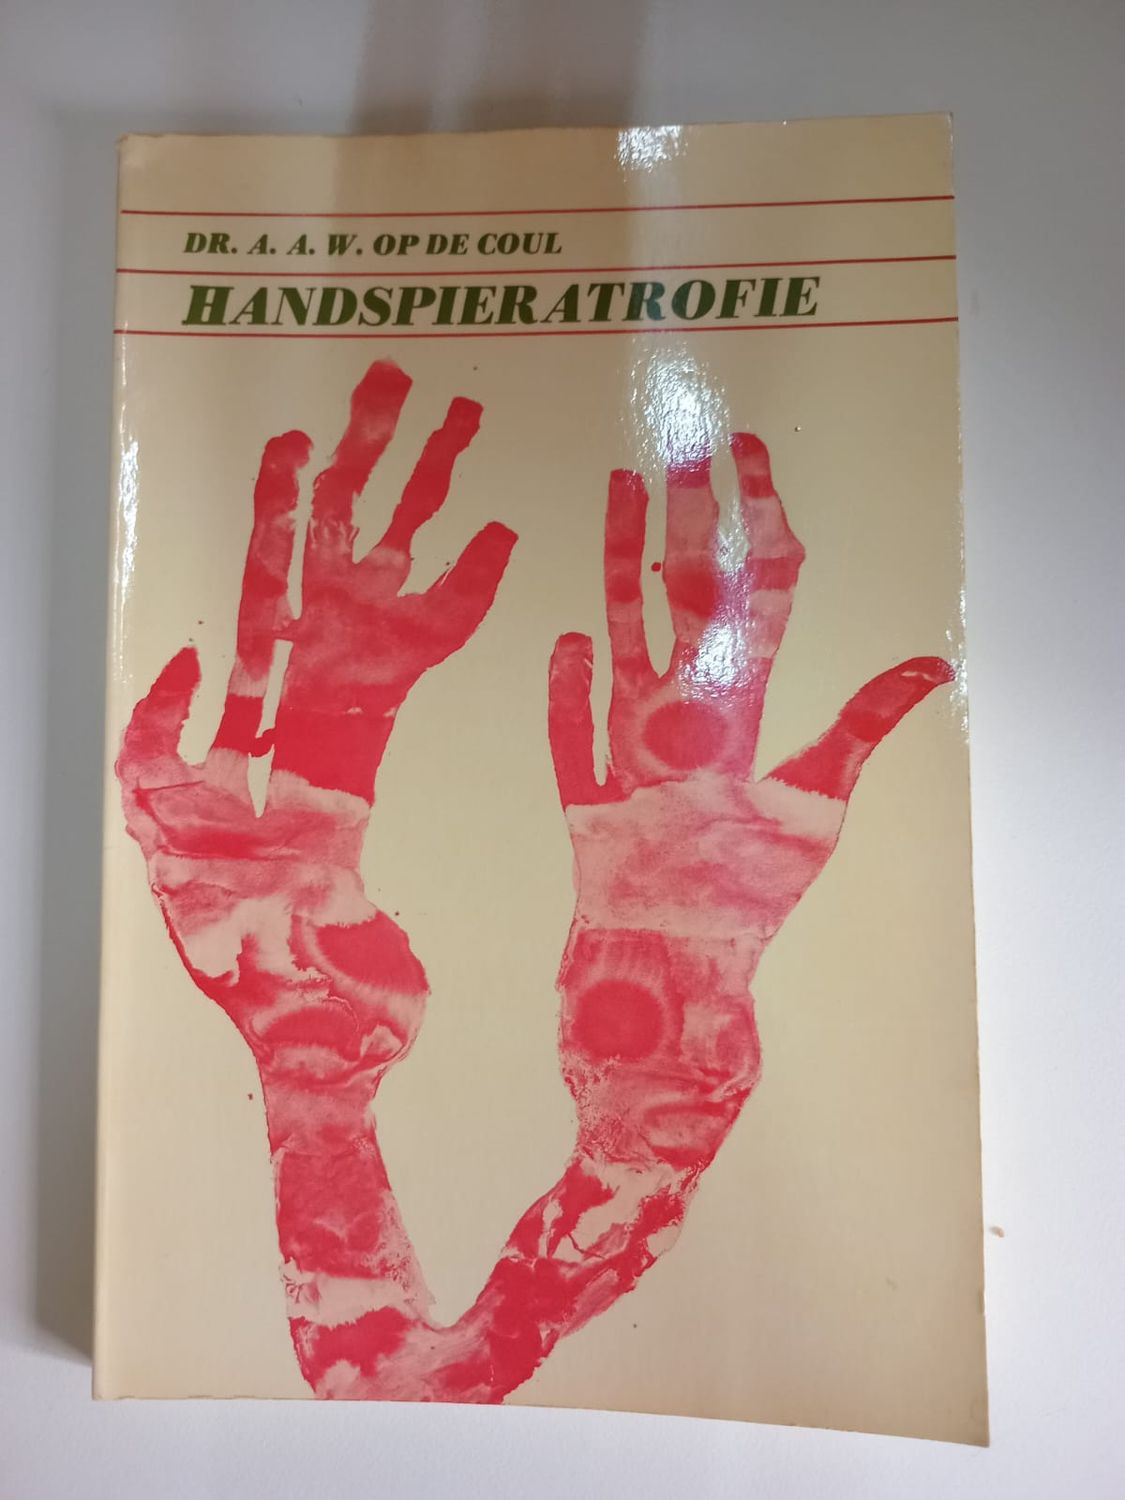 DR. A. A. W. OP DE COUL
HANDSPIERATROFIE